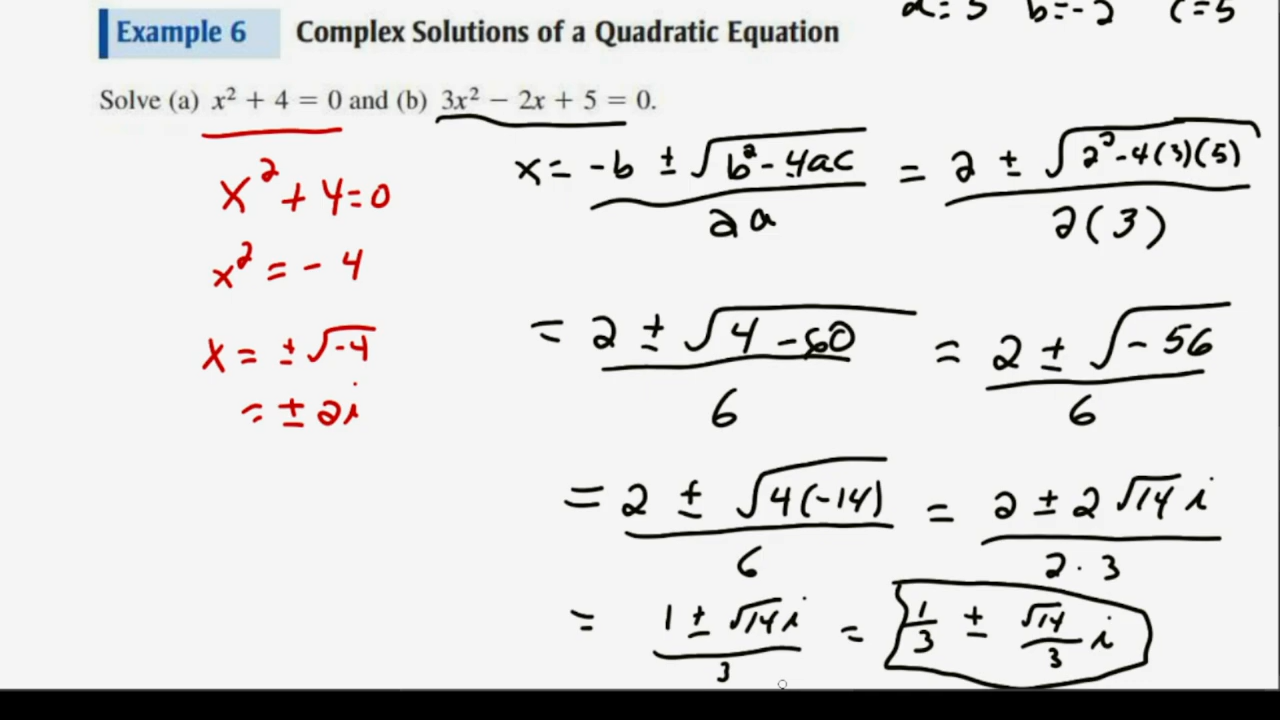 a = 3 b = -2 c = 5
Example 6 Complex Solutions of a Quadratic Equation
Solve (a) x² + 4 = 0 and (b) 3x² − 2x + 5 = 0.
x² + 4 = 0
x² = - 4
x = ± √-4
= ± 2i
x = (-b ± √(b² - 4ac)) / 2a = (2 ± √(2² - 4(3)(5))) / 2(3)
= (2 ± √(4 - 60)) / 6 = (2 ± √(-56)) / 6
= (2 ± √(4(-14))) / 6 = (2 ± 2√14 i) / 2 · 3
= (1 ± √14 i) / 3 = 1/3 ± √14/3 i